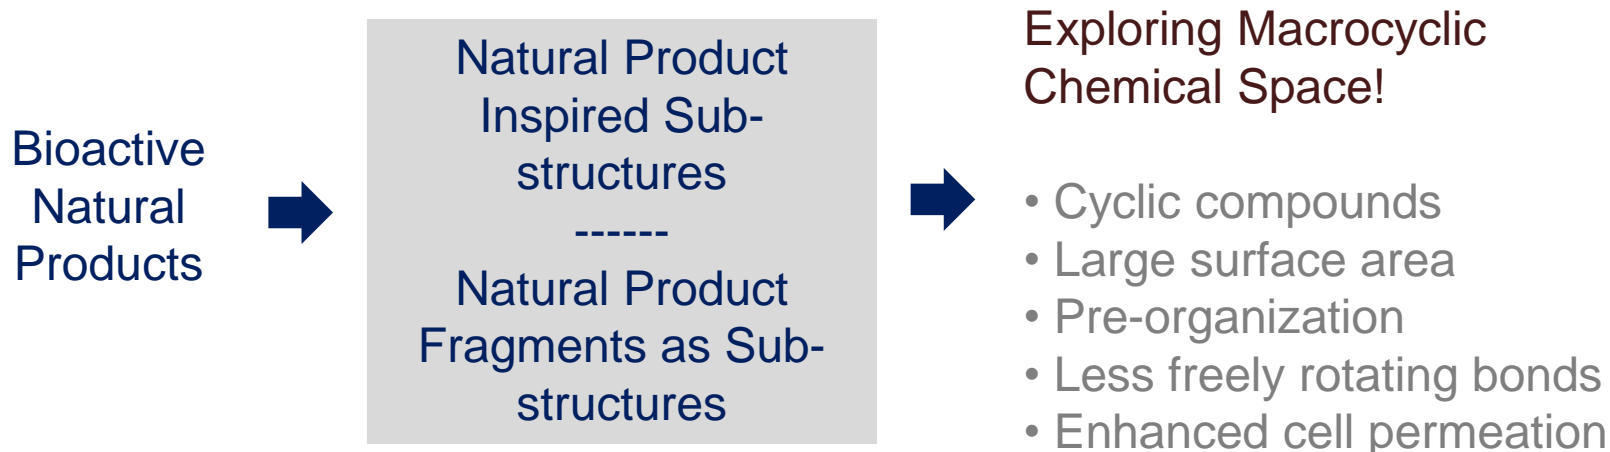 Bioactive
Natural
Products
Natural Product
Inspired Sub-
structures
------
Natural Product
Fragments as Sub-
structures
Exploring Macrocyclic
Chemical Space!
• Cyclic compounds
• Large surface area
• Pre-organization
• Less freely rotating bonds
• Enhanced cell permeation